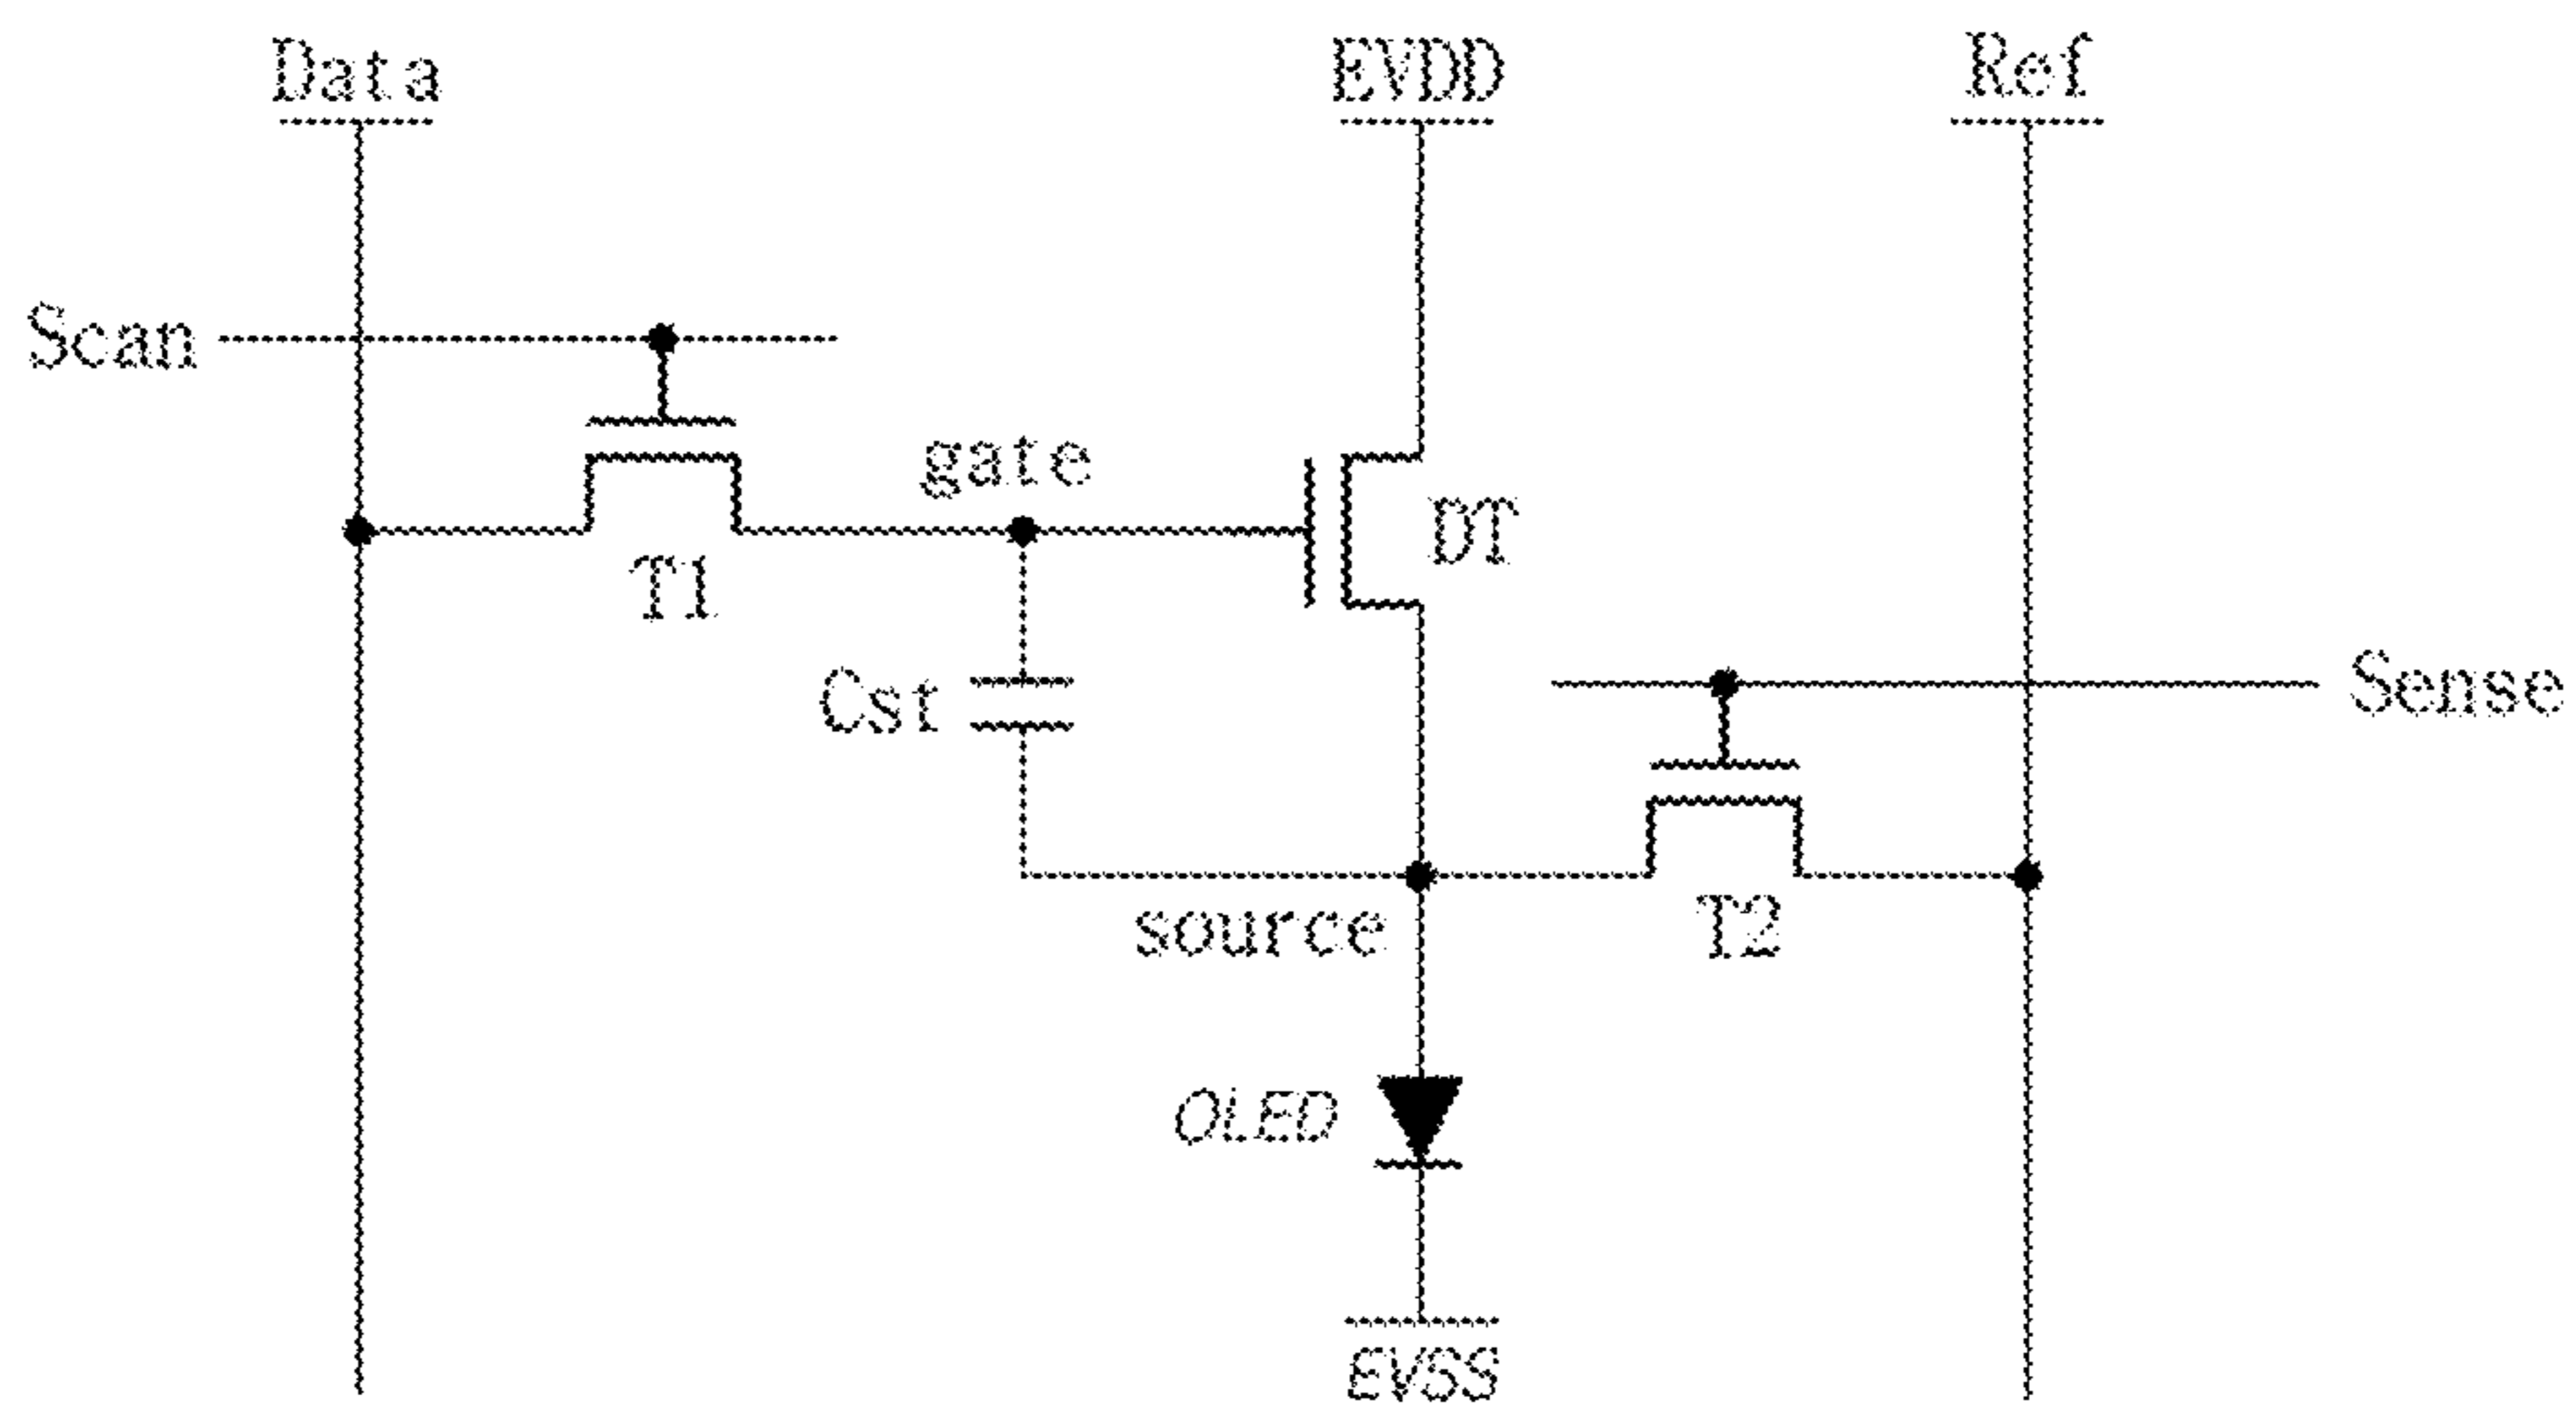 Data
EVDD
Ref
Scan
gate
DT
T1
Cst
Sense
source
T2
OLED
EVSS